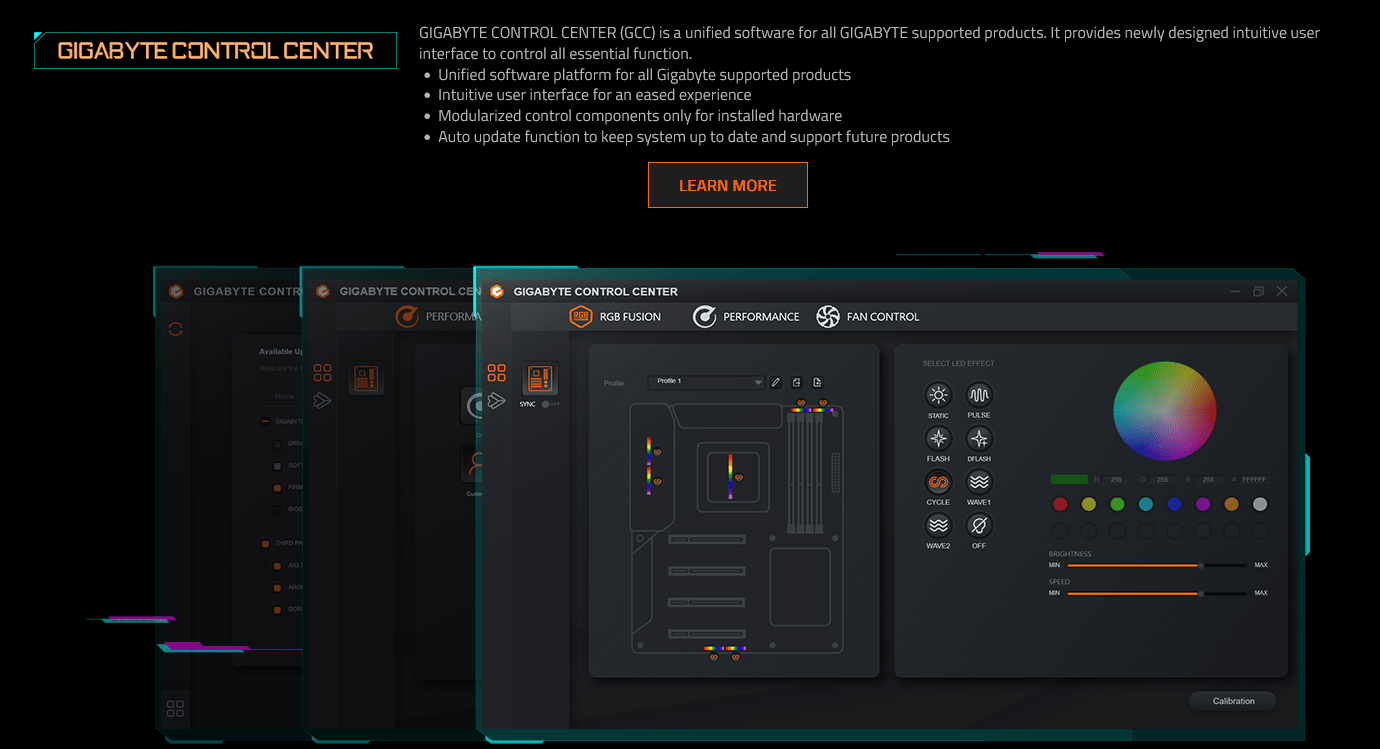 GIGABYTE CONTROL CENTER
GIGABYTE CONTROL CENTER (GCC) is a unified software for all GIGABYTE supported products. It provides newly designed intuitive user
interface to control all essential function.
• Unified software platform for all Gigabyte supported products
• Intuitive user interface for an eased experience
• Modularized control components only for installed hardware
• Auto update function to keep system up to date and support future products
LEARN MORE
GIGABYTE CONTR
Available Up
Here are the
Name
GIGABYTE
DRIV
SOFT
FIRM
BIOS
THIRD PA
AIO
DDR
GIGABYTE CONTROL CEN
PERFORMA
GIGABYTE CONTROL CENTER
RGB FUSION
PERFORMANCE
FAN CONTROL
SYNC OFF
Profile
Profile 1
SELECT LED EFFECT
STATIC
PULSE
FLASH
DFLASH
CYCLE
WAVE1
WAVE2
OFF
R 255 G 255 B 255 # FFFFFF
BRIGHTNESS
MIN MAX
SPEED
MIN MAX
Calibration